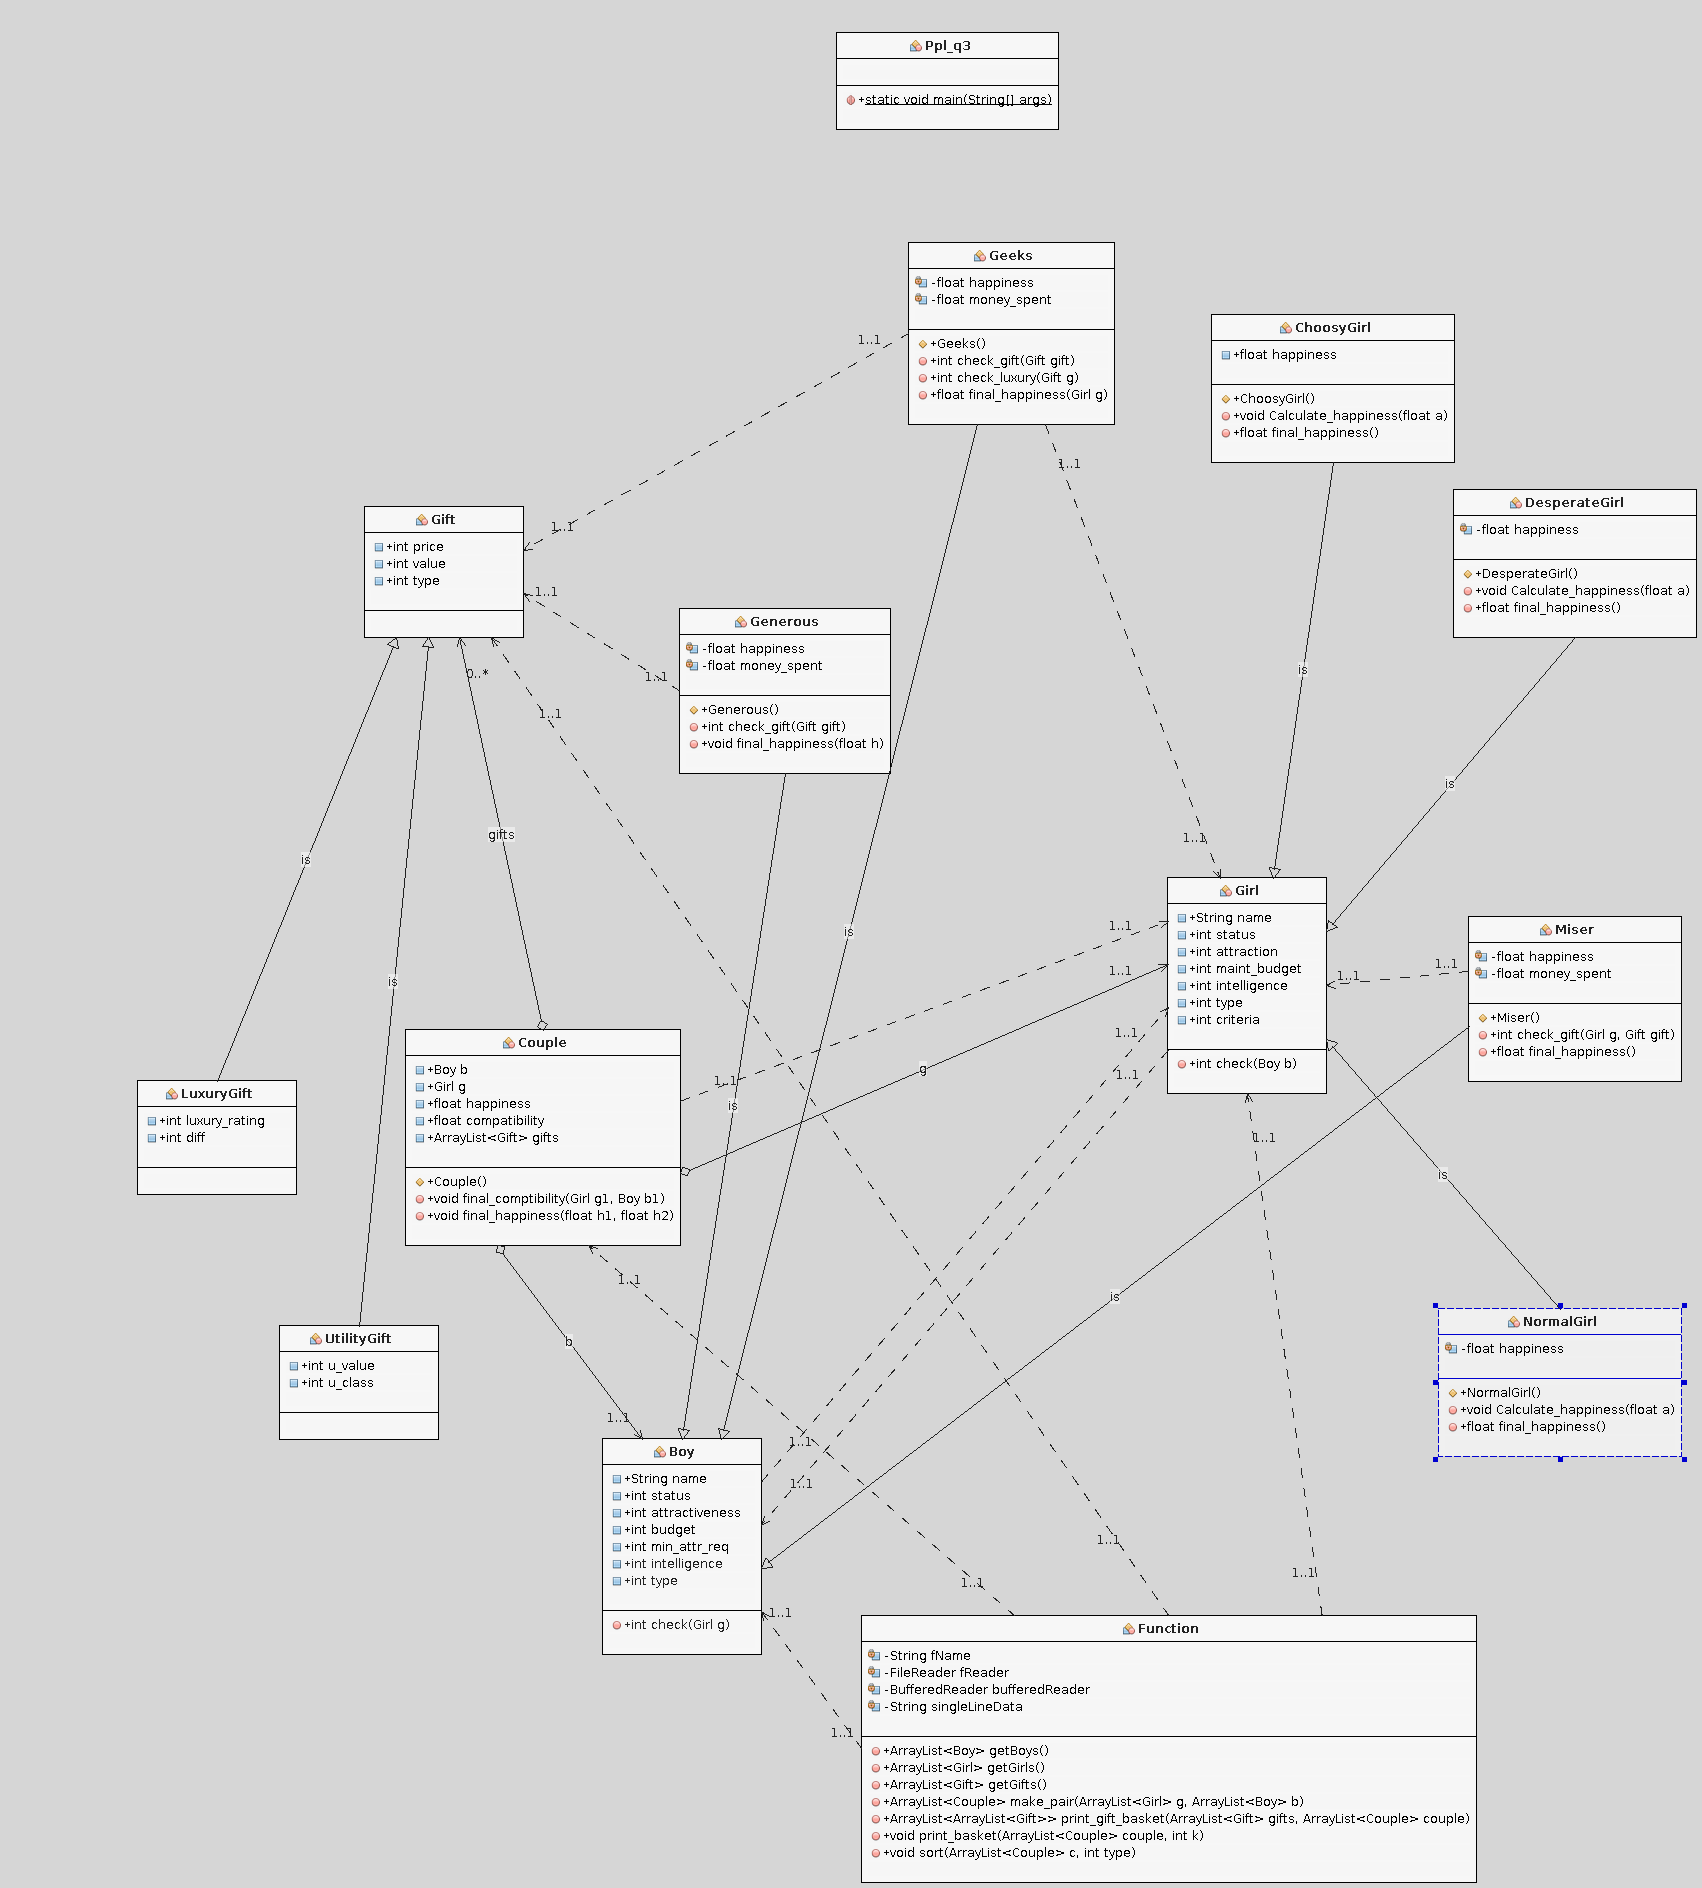 Ppl_q3
+static void main(String[] args)
Geeks
-float happiness
-float money_spent
+Geeks()
+int check_gift(Gift gift)
+int check_luxury(Gift g)
+float final_happiness(Girl g)
ChoosyGirl
+float happiness
+ChoosyGirl()
+void Calculate_happiness(float a)
+float final_happiness()
DesperateGirl
-float happiness
+DesperateGirl()
+void Calculate_happiness(float a)
+float final_happiness()
1..1
1..1
1..1
1..1
is
is
Gift
+int price
+int value
+int type
1..1
1..1
0..*
1..1
Generous
-float happiness
-float money_spent
+Generous()
+int check_gift(Gift gift)
+void final_happiness(float h)
gifts
is
is
is
Girl
+String name
+int status
+int attraction
+int maint_budget
+int intelligence
+int type
+int criteria
+int check(Boy b)
1..1
1..1
1..1
1..1
1..1
1..1
Miser
-float happiness
-float money_spent
+Miser()
+int check_gift(Girl g, Gift gift)
+float final_happiness()
Couple
+Boy b
+Girl g
+float happiness
+float compatibility
+ArrayList<Gift> gifts
+Couple()
+void final_comptibility(Girl g1, Boy b1)
+void final_happiness(float h1, float h2)
1..1
is
g
LuxuryGift
+int luxury_rating
+int diff
1..1
is
is
1..1
b
UtilityGift
+int u_value
+int u_class
NormalGirl
-float happiness
+NormalGirl()
+void Calculate_happiness(float a)
+float final_happiness()
1..1
Boy
+String name
+int status
+int attractiveness
+int budget
+int min_attr_req
+int intelligence
+int type
+int check(Girl g)
1..1
1..1
1..1
1..1
1..1
1..1
1..1
Function
-String fName
-FileReader fReader
-BufferedReader bufferedReader
-String singleLineData
+ArrayList<Boy> getBoys()
+ArrayList<Girl> getGirls()
+ArrayList<Gift> getGifts()
+ArrayList<Couple> make_pair(ArrayList<Girl> g, ArrayList<Boy> b)
+ArrayList<ArrayList<Gift>> print_gift_basket(ArrayList<Gift> gifts, ArrayList<Couple> couple)
+void print_basket(ArrayList<Couple> couple, int k)
+void sort(ArrayList<Couple> c, int type)